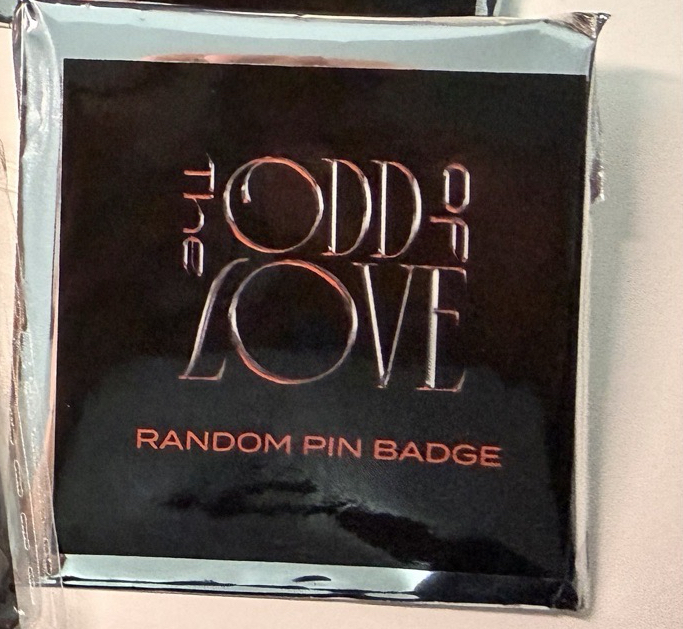 The ODD OF
LOVE
RANDOM PIN BADGE